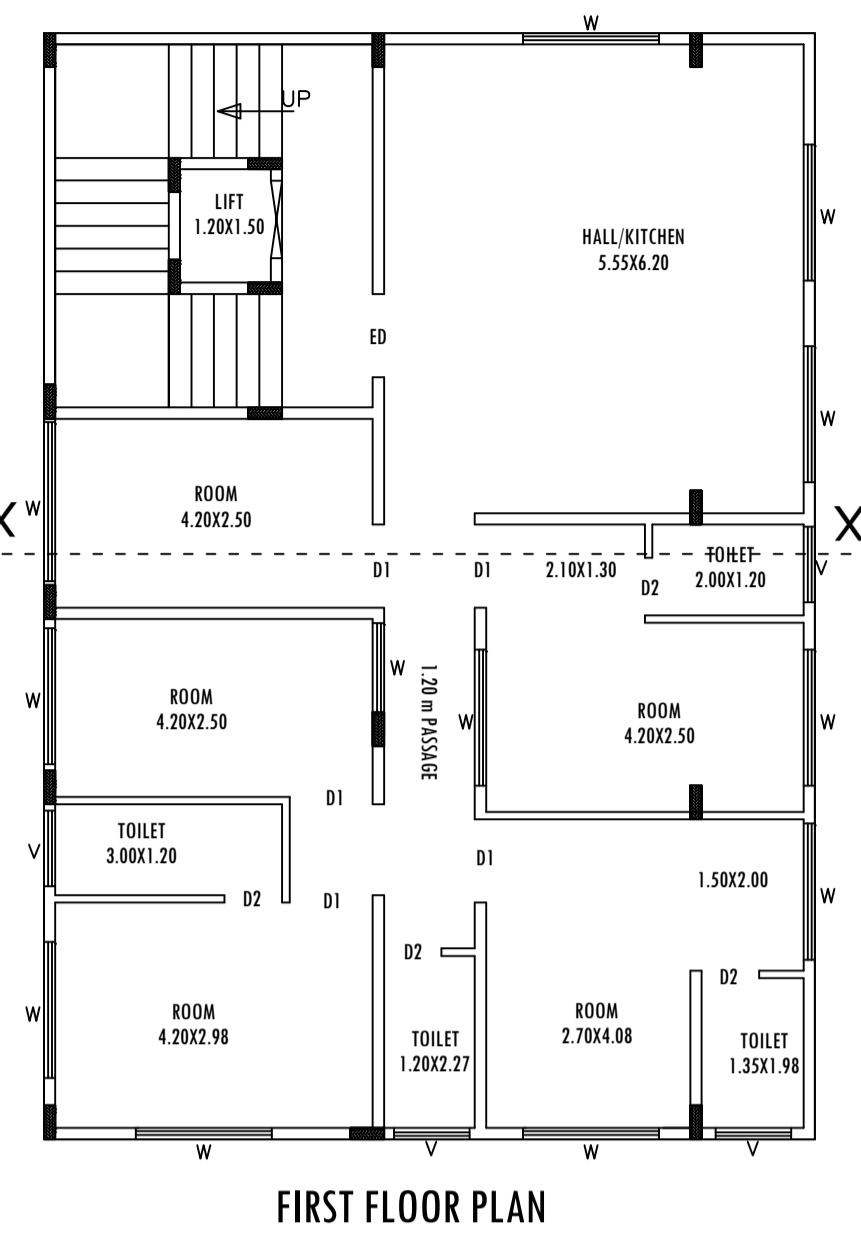 W
UP
LIFT
1.20X1.50
W
HALL/KITCHEN
5.55X6.20
ED
W
ROOM
4.20X2.50
W
X
X
D1
D1
2.10X1.30
D2
TOILET
2.00X1.20
V
W
1.20 m PASSAGE
W
ROOM
4.20X2.50
W
ROOM
4.20X2.50
W
D1
TOILET
3.00X1.20
V
D1
1.50X2.00
W
D2
D1
D2
D2
ROOM
4.20X2.98
W
TOILET
1.20X2.27
ROOM
2.70X4.08
TOILET
1.35X1.98
W
V
W
V
FIRST FLOOR PLAN